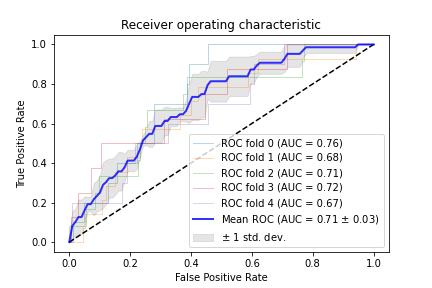 Receiver operating characteristic
True Positive Rate
1.0
0.8
0.6
0.4
0.2
0.0
ROC fold 0 (AUC = 0.76)
ROC fold 1 (AUC = 0.68)
ROC fold 2 (AUC = 0.71)
ROC fold 3 (AUC = 0.72)
ROC fold 4 (AUC = 0.67)
Mean ROC (AUC = 0.71 ± 0.03)
± 1 std. dev.
0.0 0.2 0.4 0.6 0.8 1.0
False Positive Rate